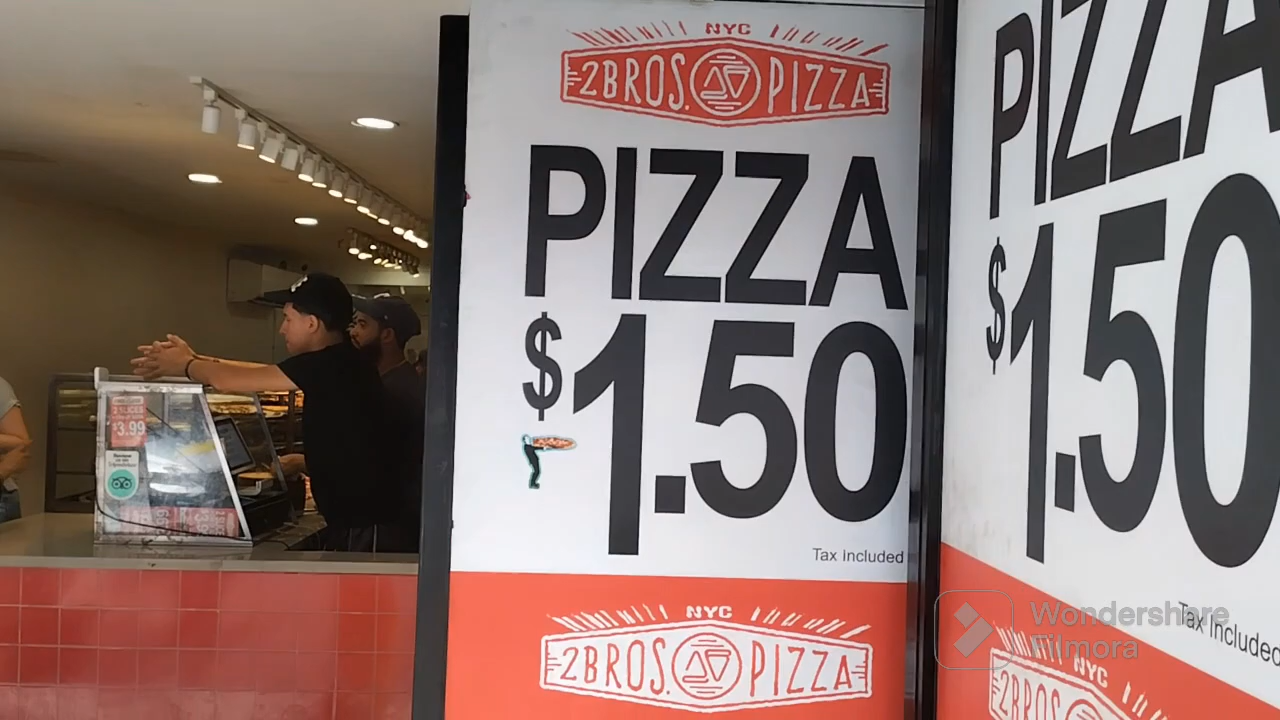 NYC
2BROS. PIZZA
PIZZA
$1.50
Tax Included
NYC
2BROS. PIZZA
PIZZA
$1.50
Tax Included
NYC
2BROS
2 SLICES
$3.99
Wondershare
Filmora